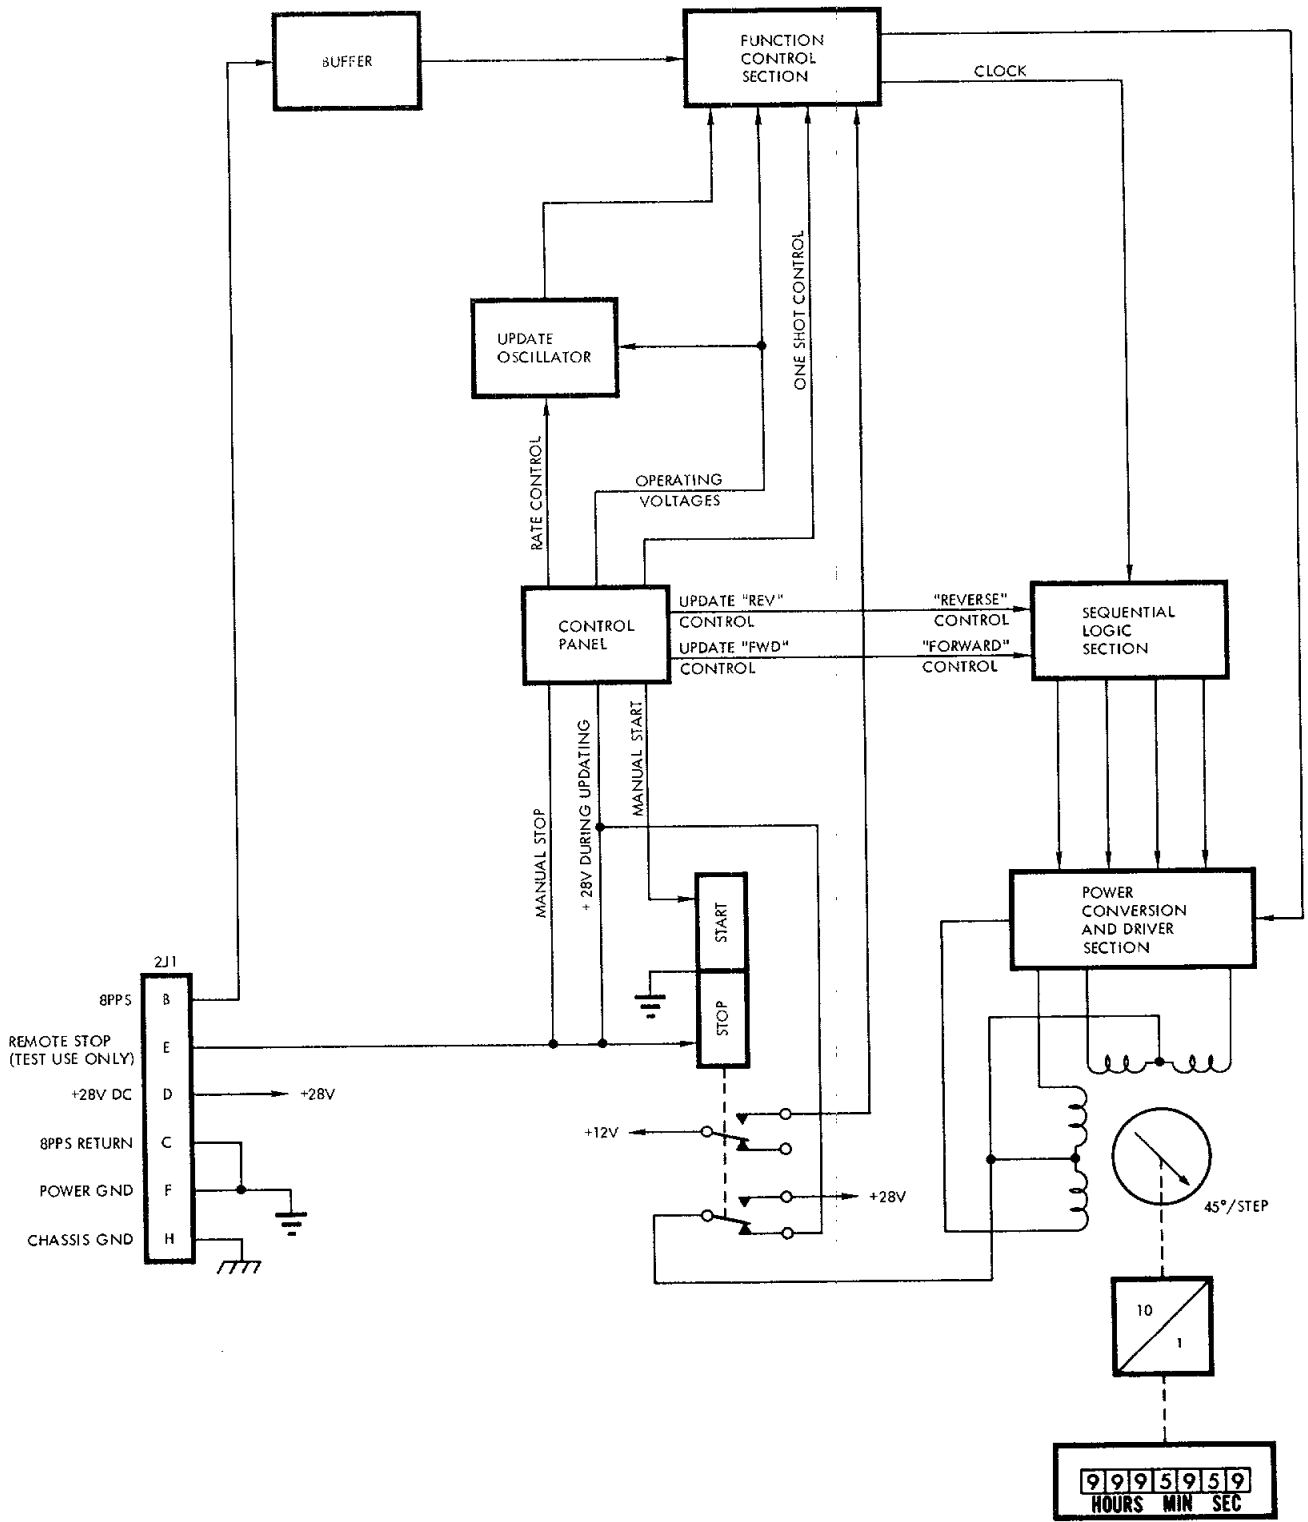 BUFFER
FUNCTION
CONTROL
SECTION
CLOCK
UPDATE
OSCILLATOR
ONE SHOT CONTROL
RATE CONTROL
OPERATING
VOLTAGES
CONTROL
PANEL
UPDATE "REV"
CONTROL
"REVERSE"
CONTROL
UPDATE "FWD"
CONTROL
"FORWARD"
CONTROL
SEQUENTIAL
LOGIC
SECTION
MANUAL STOP
+ 28V DURING UPDATING
MANUAL START
START
STOP
POWER
CONVERSION
AND DRIVER
SECTION
2J1
8PPS B
REMOTE STOP
(TEST USE ONLY) E
+28V DC D +28V
8PPS RETURN C
POWER GND F
CHASSIS GND H
+12V
+28V
45°/STEP
10
1
9 9 9 5 9 5 9
HOURS MIN SEC